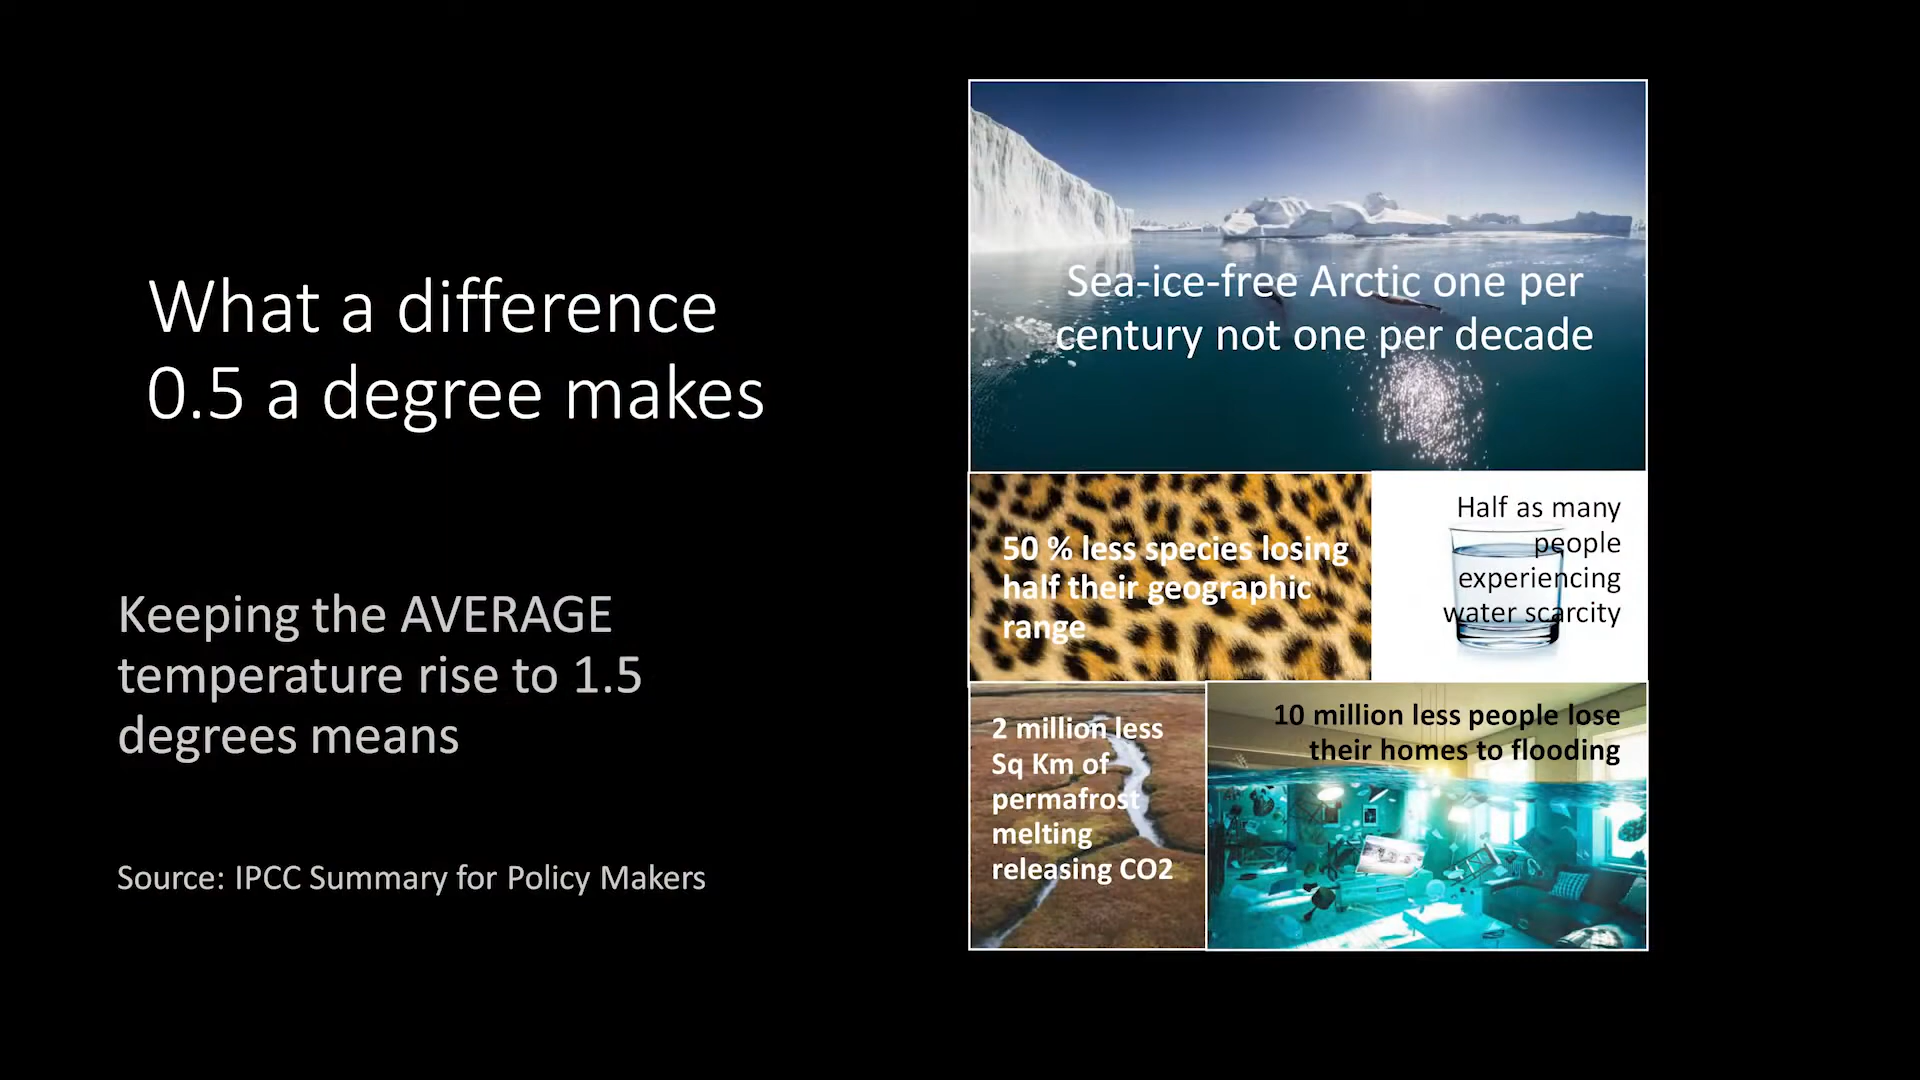 What a difference
0.5 a degree makes
Keeping the AVERAGE
temperature rise to 1.5
degrees means
Source: IPCC Summary for Policy Makers
Sea-ice-free Arctic one per
century not one per decade
50 % less species losing
half their geographic
range
Half as many
people
experiencing
water scarcity
2 million less
Sq Km of
permafrost
melting
releasing CO2
10 million less people lose
their homes to flooding